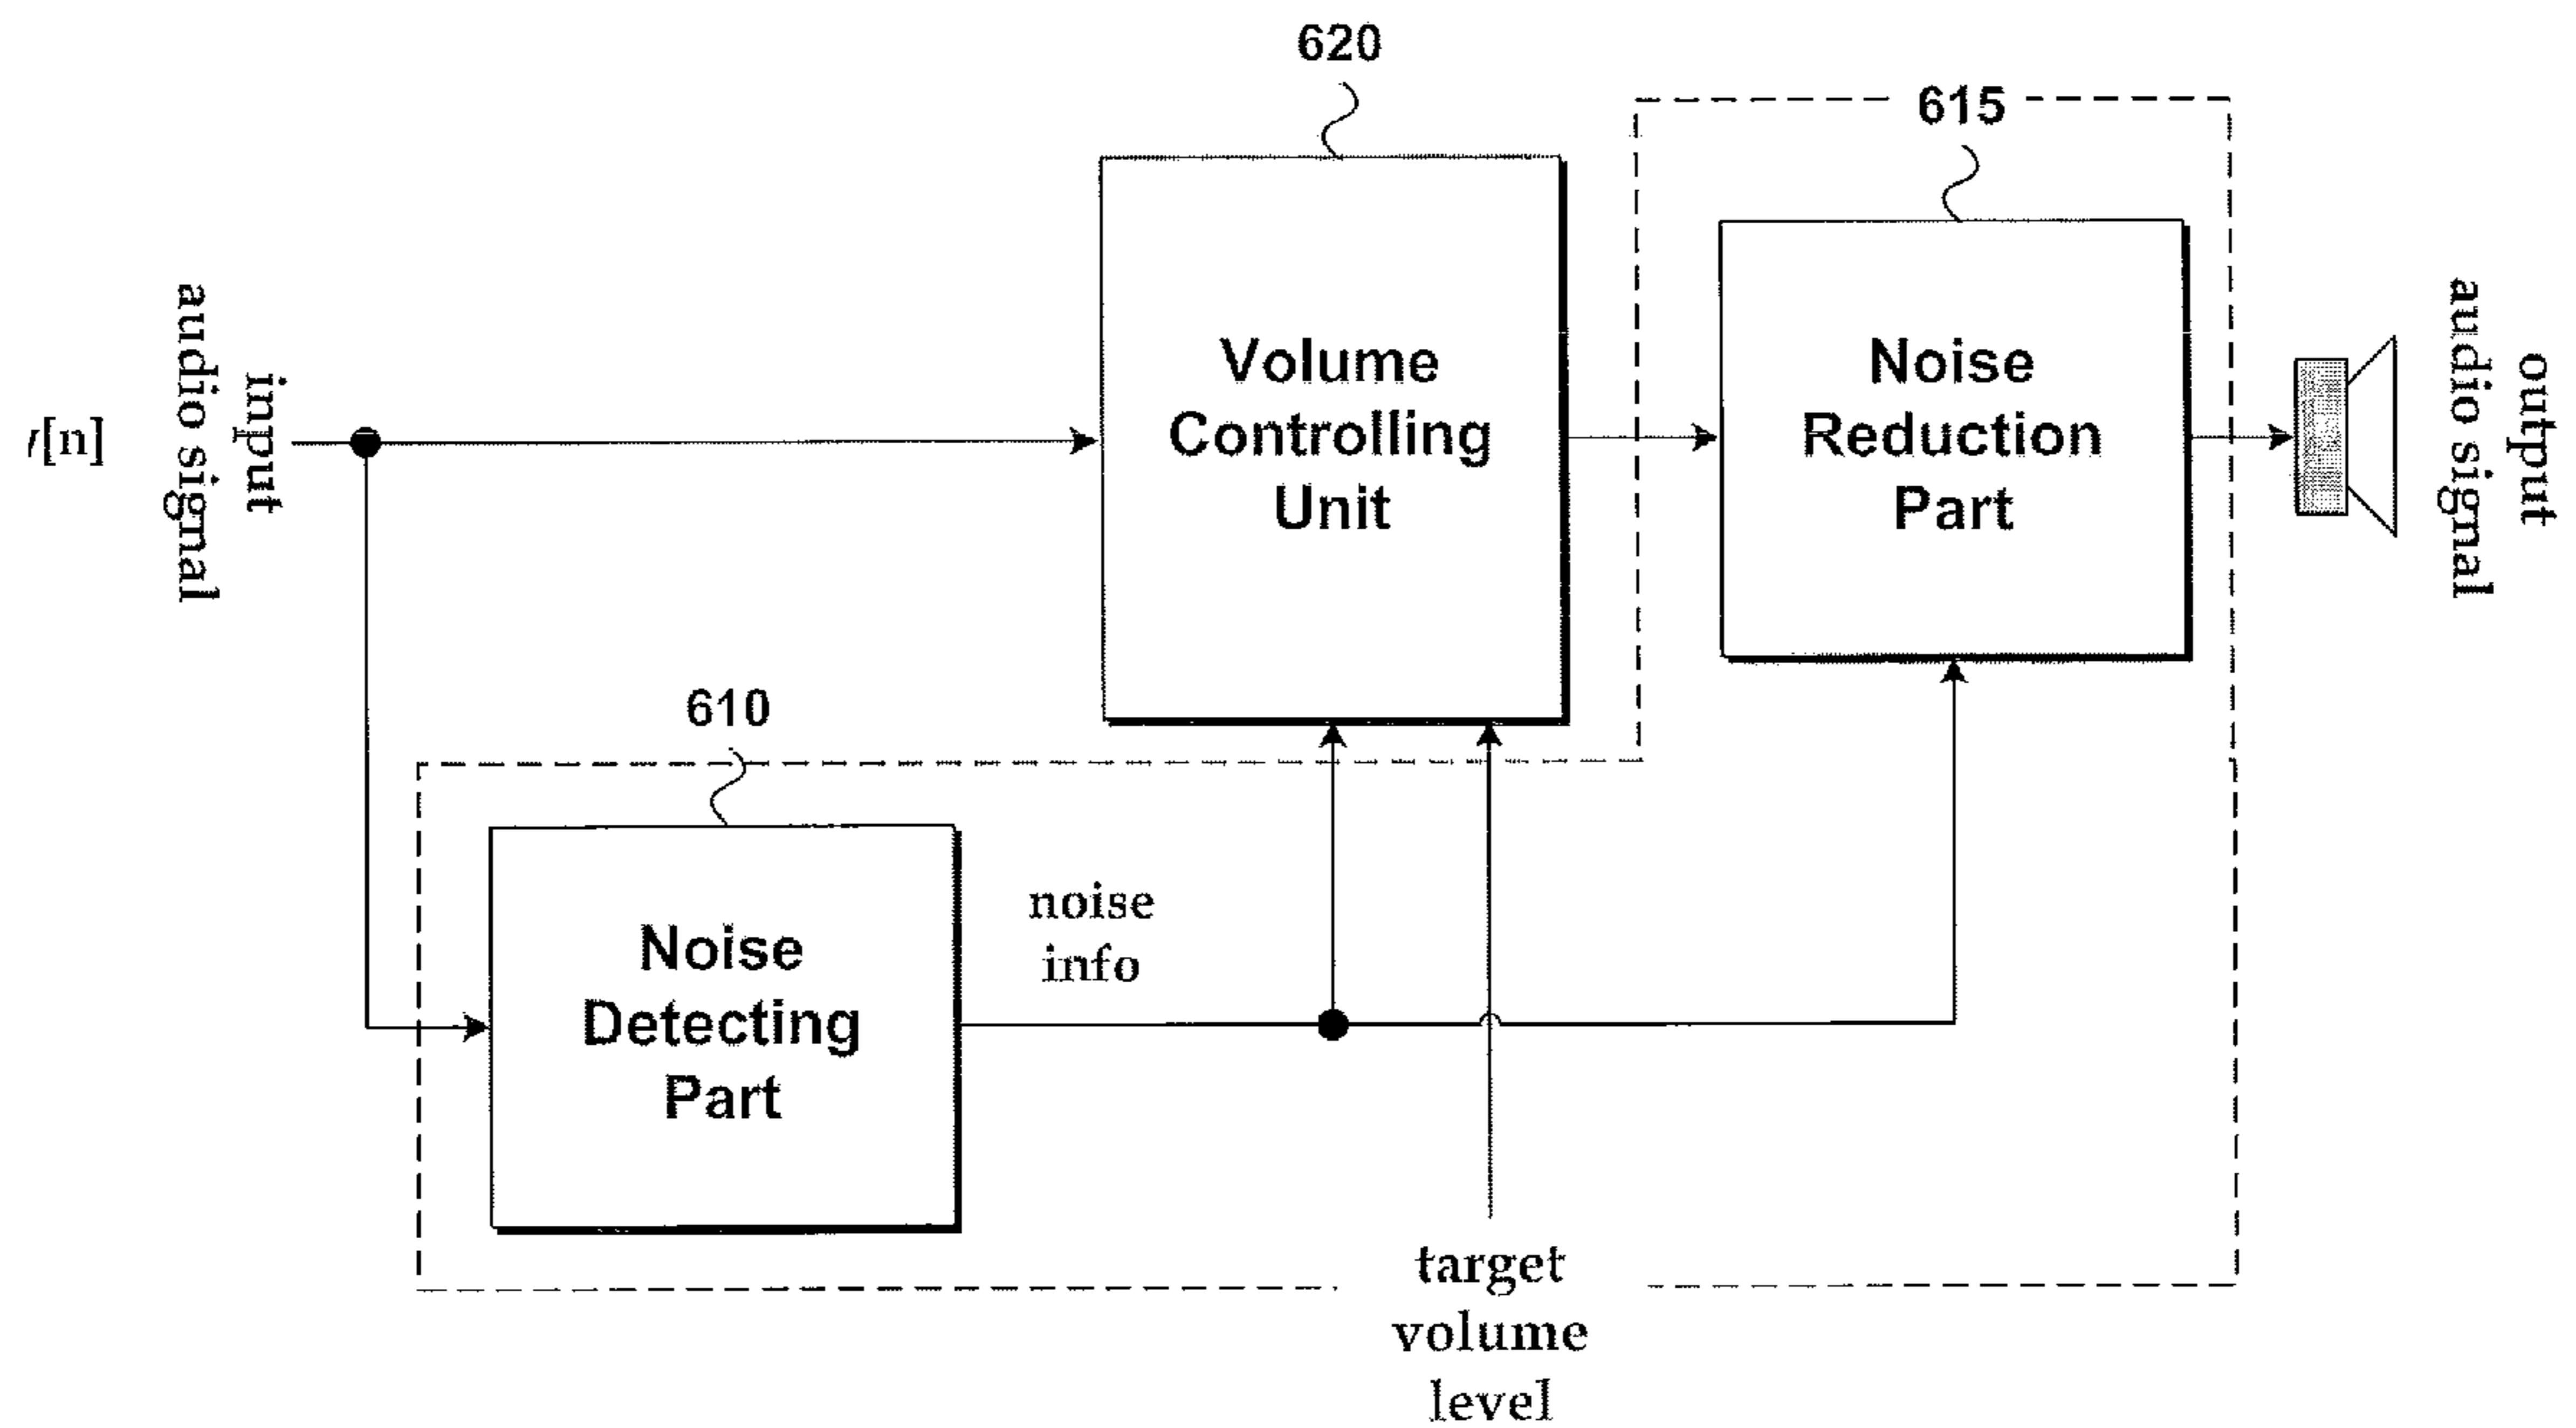 620
615
Volume
Controlling
Unit
Noise
Reduction
Part
[n]
input
audio signal
output
audio signal
610
Noise
Detecting
Part
noise
info
target
volume
level